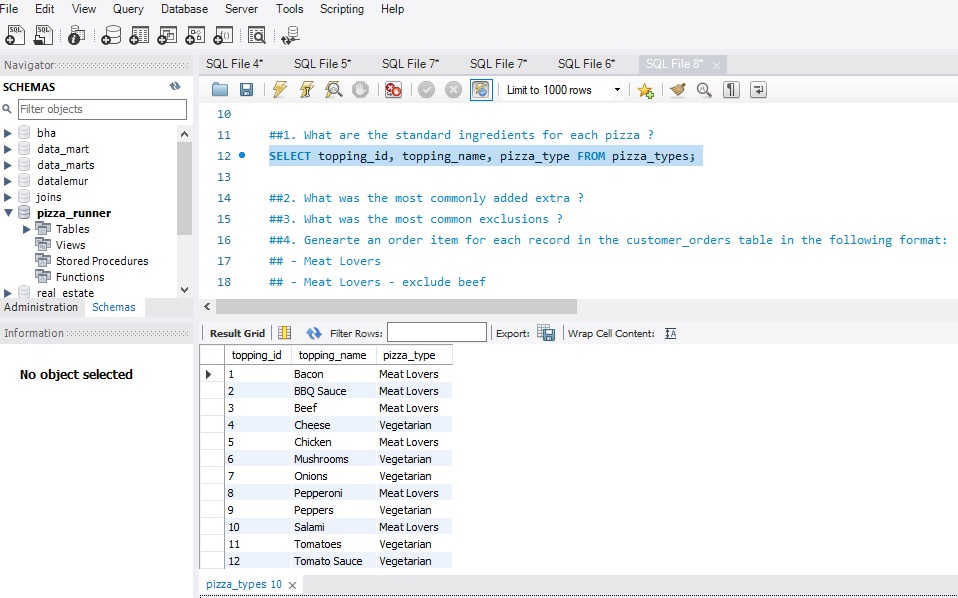 File Edit View Query Database Server Tools Scripting Help
Navigator
SQL File 4* SQL File 5* SQL File 7* SQL File 7* SQL File 6* SQL File 8*
SCHEMAS
Filter objects
Limit to 1000 rows
bha
data_mart
data_marts
datalemur
joins
pizza_runner
Tables
Views
Stored Procedures
Functions
real_estate
Administration Schemas
Information
No object selected
10
11 ##1. What are the standard ingredients for each pizza ?
12 SELECT topping_id, topping_name, pizza_type FROM pizza_types;
13
14 ##2. What was the most commonly added extra ?
15 ##3. What was the most common exclusions ?
16 ##4. Genearte an order item for each record in the customer_orders table in the following format:
17 ## - Meat Lovers
18 ## - Meat Lovers - exclude beef
Result Grid Filter Rows: Export: Wrap Cell Content:
topping_id topping_name pizza_type
1 Bacon Meat Lovers
2 BBQ Sauce Meat Lovers
3 Beef Meat Lovers
4 Cheese Vegetarian
5 Chicken Meat Lovers
6 Mushrooms Vegetarian
7 Onions Vegetarian
8 Pepperoni Meat Lovers
9 Peppers Vegetarian
10 Salami Meat Lovers
11 Tomatoes Vegetarian
12 Tomato Sauce Vegetarian
pizza_types 10